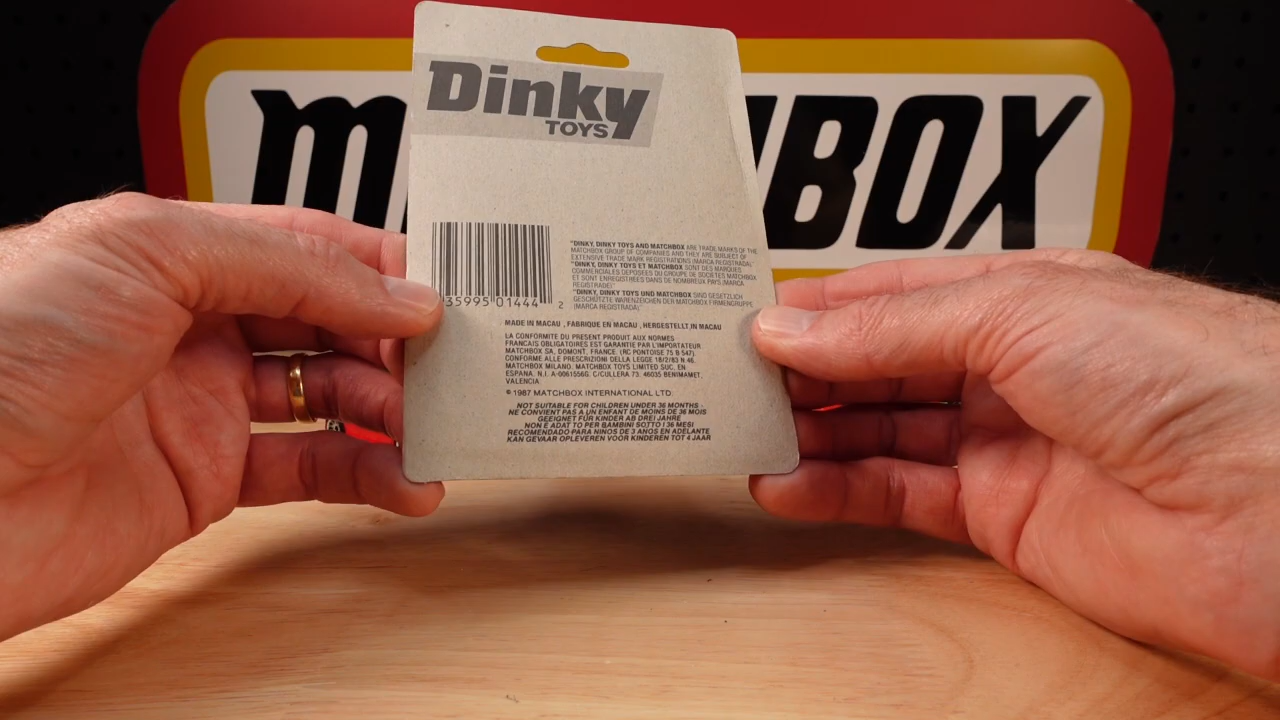 Dinky
TOYS
M BOX
"DINKY, DINKY TOYS AND MATCHBOX ARE TRADE MARKS OF THE
MATCHBOX GROUP OF COMPANIES AND THEY ARE SUBJECT OF
EXTENSIVE TRADE MARK REGISTRATIONS (MARCA REGISTRADA)"
"DINKY, DINKY TOYS ET MATCHBOX SONT DES MARQUES
COMMERCIALES DEPOSEES DU GROUPE DE SOCIETES MATCHBOX
ET SONT ENREGISTREES DANS DE NOMBREUX PAYS (MARCA
REGISTRADA)"
"DINKY, DINKY TOYS UND MATCHBOX SIND GESETZLICH
GESCHÜTZTE WARENZEICHEN DER MATCHBOX FIRMENGRUPPE
(MARCA REGISTRADA)"
35995 01444 2
MADE IN MACAU , FABRIQUE EN MACAU , HERGESTELLT IN MACAU
LA CONFORMITE DU PRESENT PRODUIT AUX NORMES
FRANCAIS OBLIGATOIRES EST GARANTIE PAR L'IMPORTATEUR
MATCHBOX SA, DOMONT. FRANCE. (RC PONTOISE 75 B 547).
CONFORME ALLE PRESCRIZIONI DELLA LEGGE 18/2/83 N 46.
MATCHBOX MILANO. MATCHBOX TOYS LIMITED SUC. EN
ESPANA. N.I. A-0061556G. C/CULLERA 73. 46035 BENIMAMET,
VALENCIA.
© 1987 MATCHBOX INTERNATIONAL LTD.
NOT SUITABLE FOR CHILDREN UNDER 36 MONTHS -
NE CONVIENT PAS A UN ENFANT DE MOINS DE 36 MOIS
GEEIGNET FÜR KINDER AB DREI JAHRE
NON E ADAT TO PER BAMBINI SOTTO I 36 MESI
RECOMENDADO PARA NINOS DE 3 ANOS EN ADELANTE
KAN GEVAAR OPLEVEREN VOOR KINDEREN TOT 4 JAAR